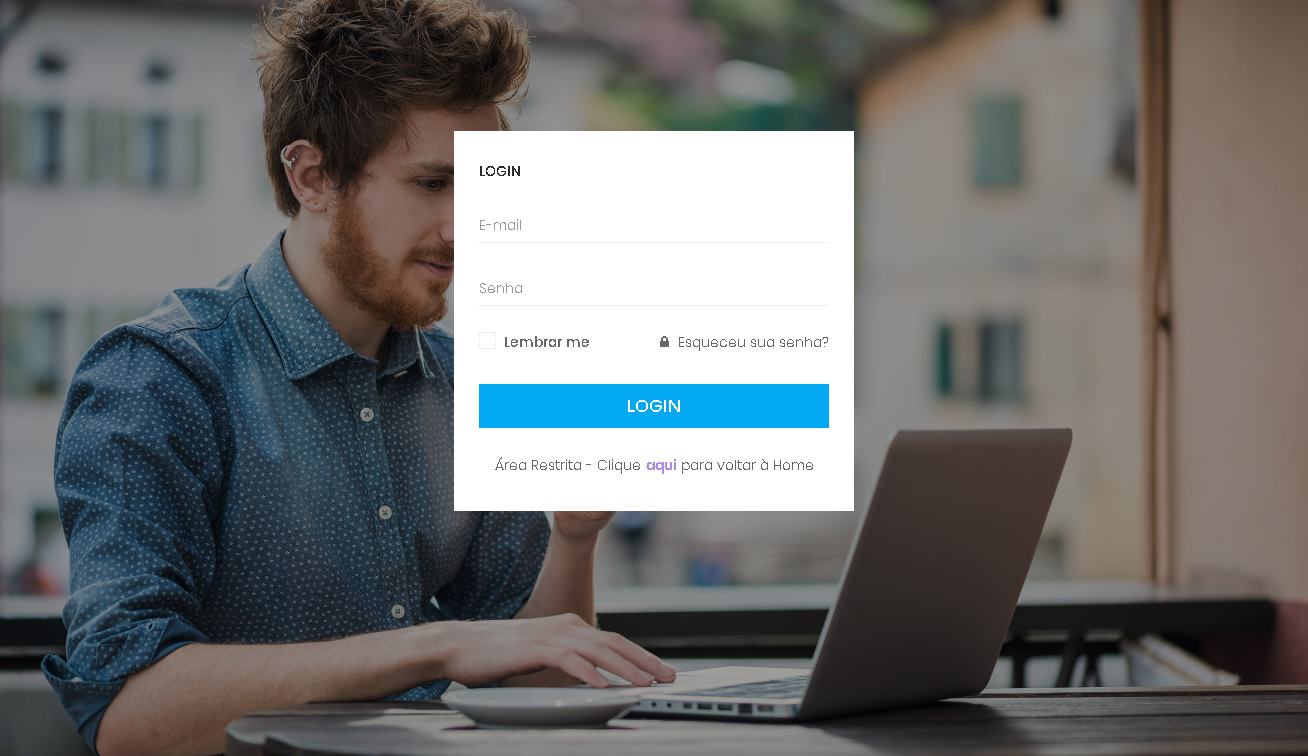 LOGIN
E-mail
Senha
Lembrar me
Esqueceu sua senha?
LOGIN
Área Restrita - Clique aqui para voltar à Home